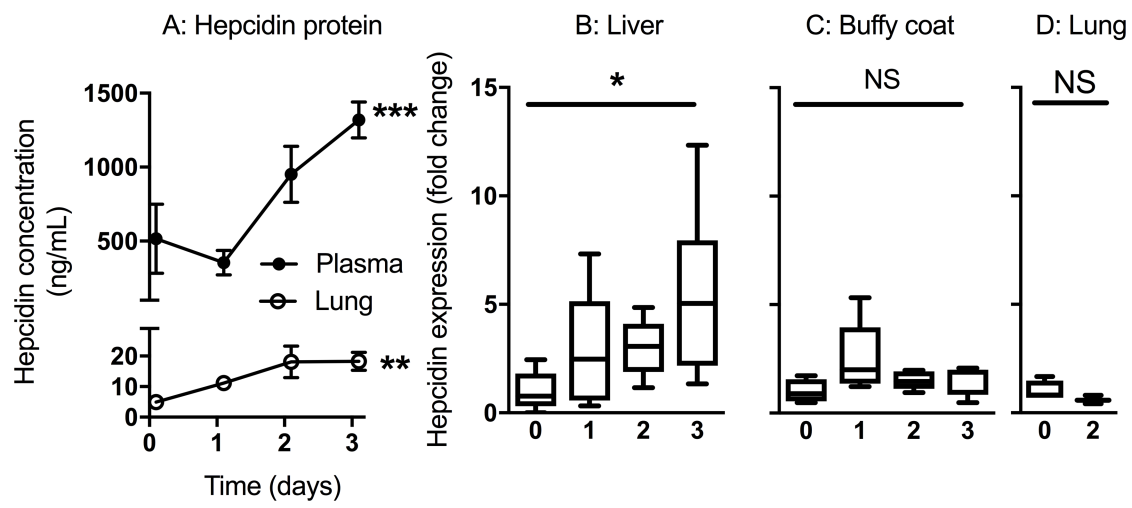 A: Hepcidin protein
B: Liver
C: Buffy coat
D: Lung
Hepcidin concentration
(ng/mL)
1500
1000
500
20
10
0
***
**
Plasma
Lung
0 1 2 3
Time (days)
Hepcidin expression (fold change)
15
10
5
0
*
0 1 2 3
NS
0 1 2 3
NS
0 2